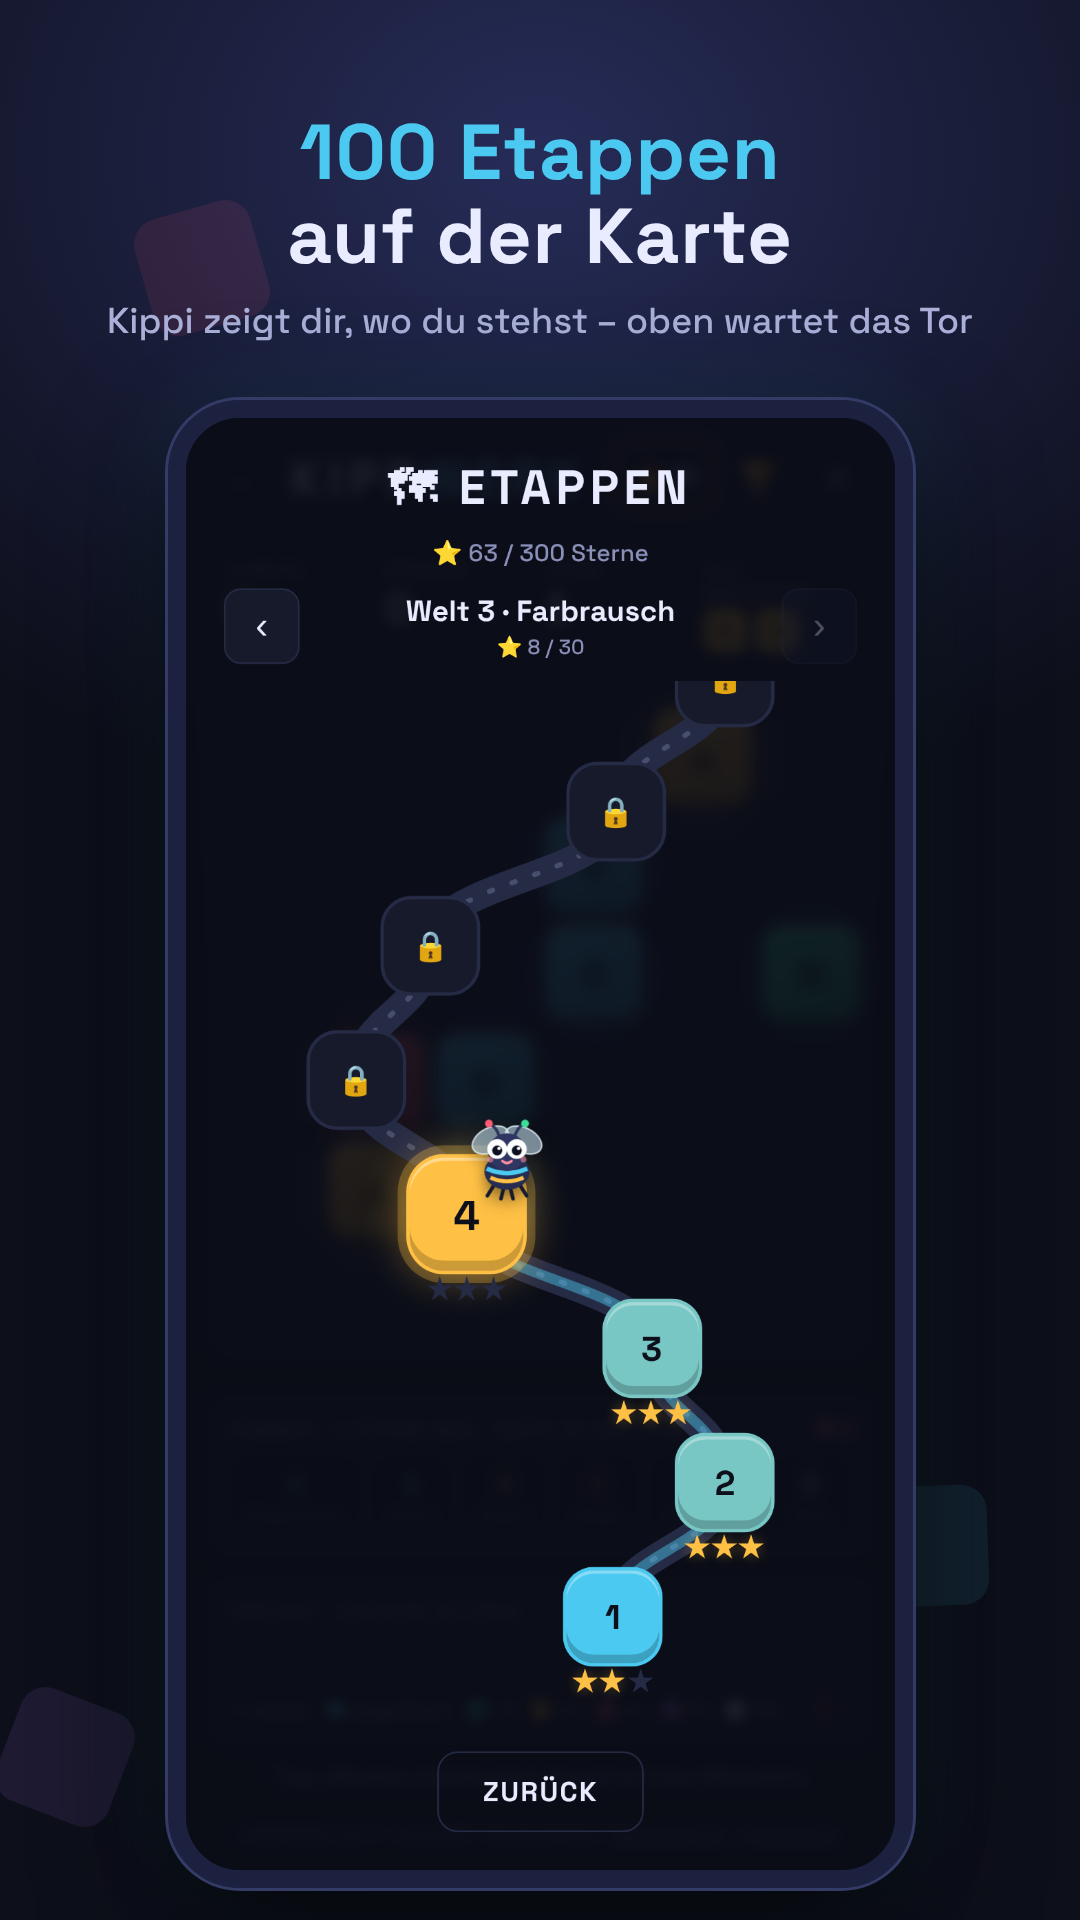 100 Etappen
auf der Karte
Kippi zeigt dir, wo du stehst – oben wartet das Tor
🗺 ETAPPEN
⭐ 63 / 300 Sterne
‹ Welt 3 · Farbrausch ›
⭐ 8 / 30
4
★★★
3
★★★
2
★★★
1
★★★
ZURÜCK